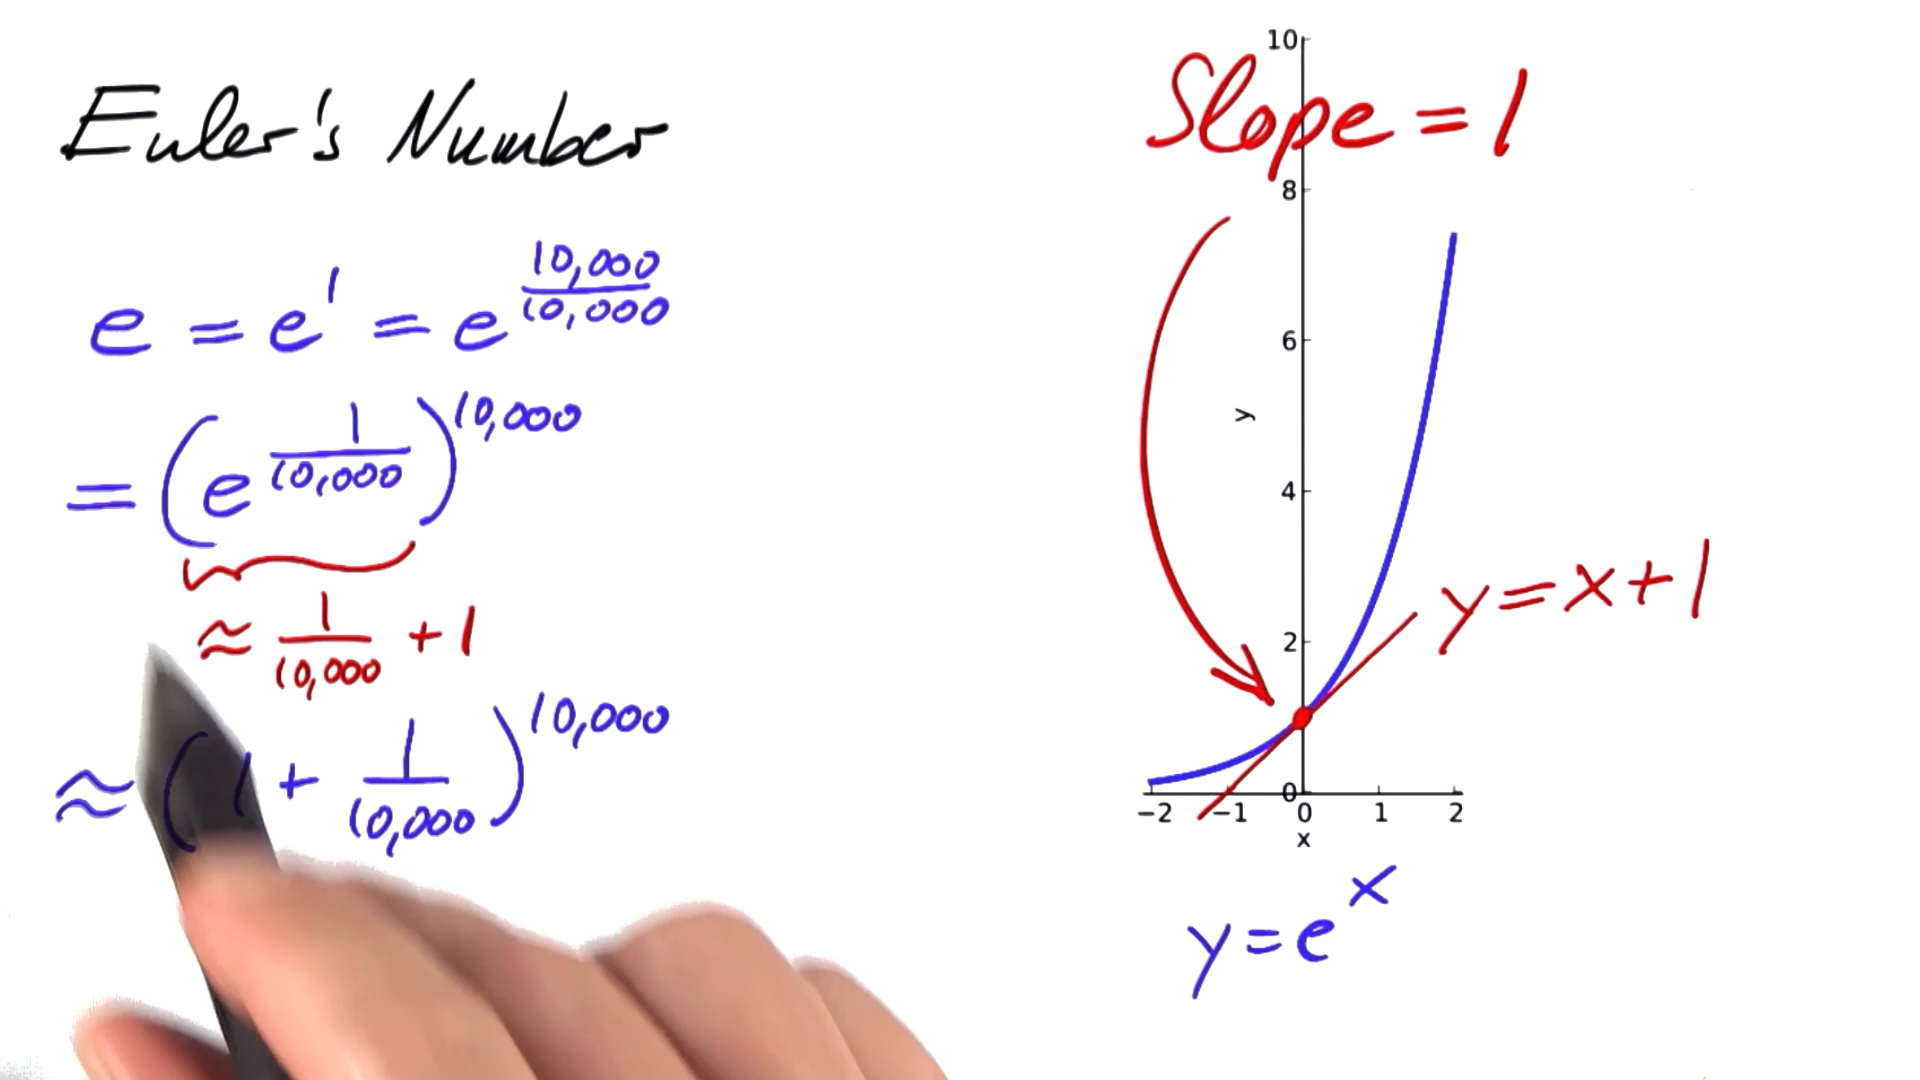 Euler's Number
e = e^1 = e^(10,000/10,000)
= (e^(1/10,000))^10,000
≈ 1/10,000 + 1
≈ (1 + 1/10,000)^10,000
Slope = 1
10
8
6
4
2
0
y
−2 −1 0 1 2
x
y = x + 1
y = e^x